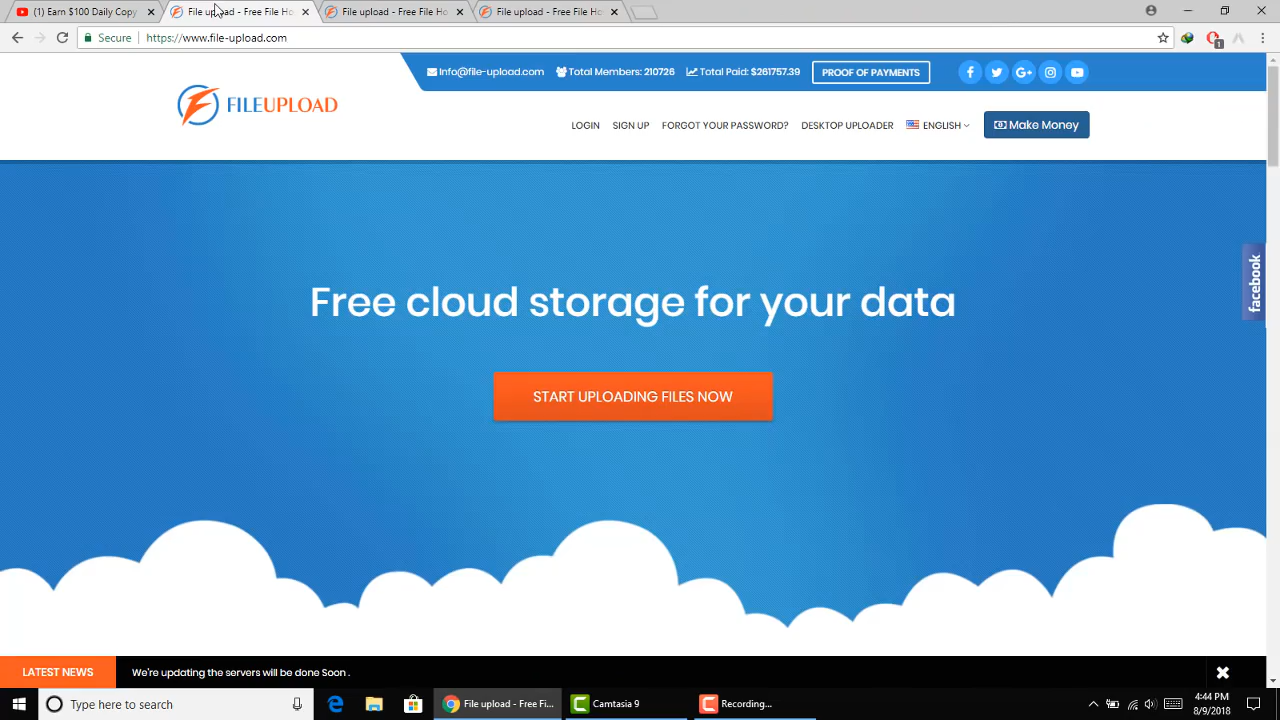 (1) Earn $100 Daily Copy
File upload - Free File Ho
File upload - Free File Ho
File upload - Free File Ho
Secure
https://www.file-upload.com
1
Info@file-upload.com
Total Members: 210726
Total Paid: $261757.39
PROOF OF PAYMENTS
FILEUPLOAD
LOGIN
SIGN UP
FORGOT YOUR PASSWORD?
DESKTOP UPLOADER
ENGLISH
Make Money
facebook
Free cloud storage for your data
START UPLOADING FILES NOW
LATEST NEWS
We're updating the servers will be done Soon .
Type here to search
File upload - Free Fi...
Camtasia 9
Recording...
4:44 PM
8/9/2018